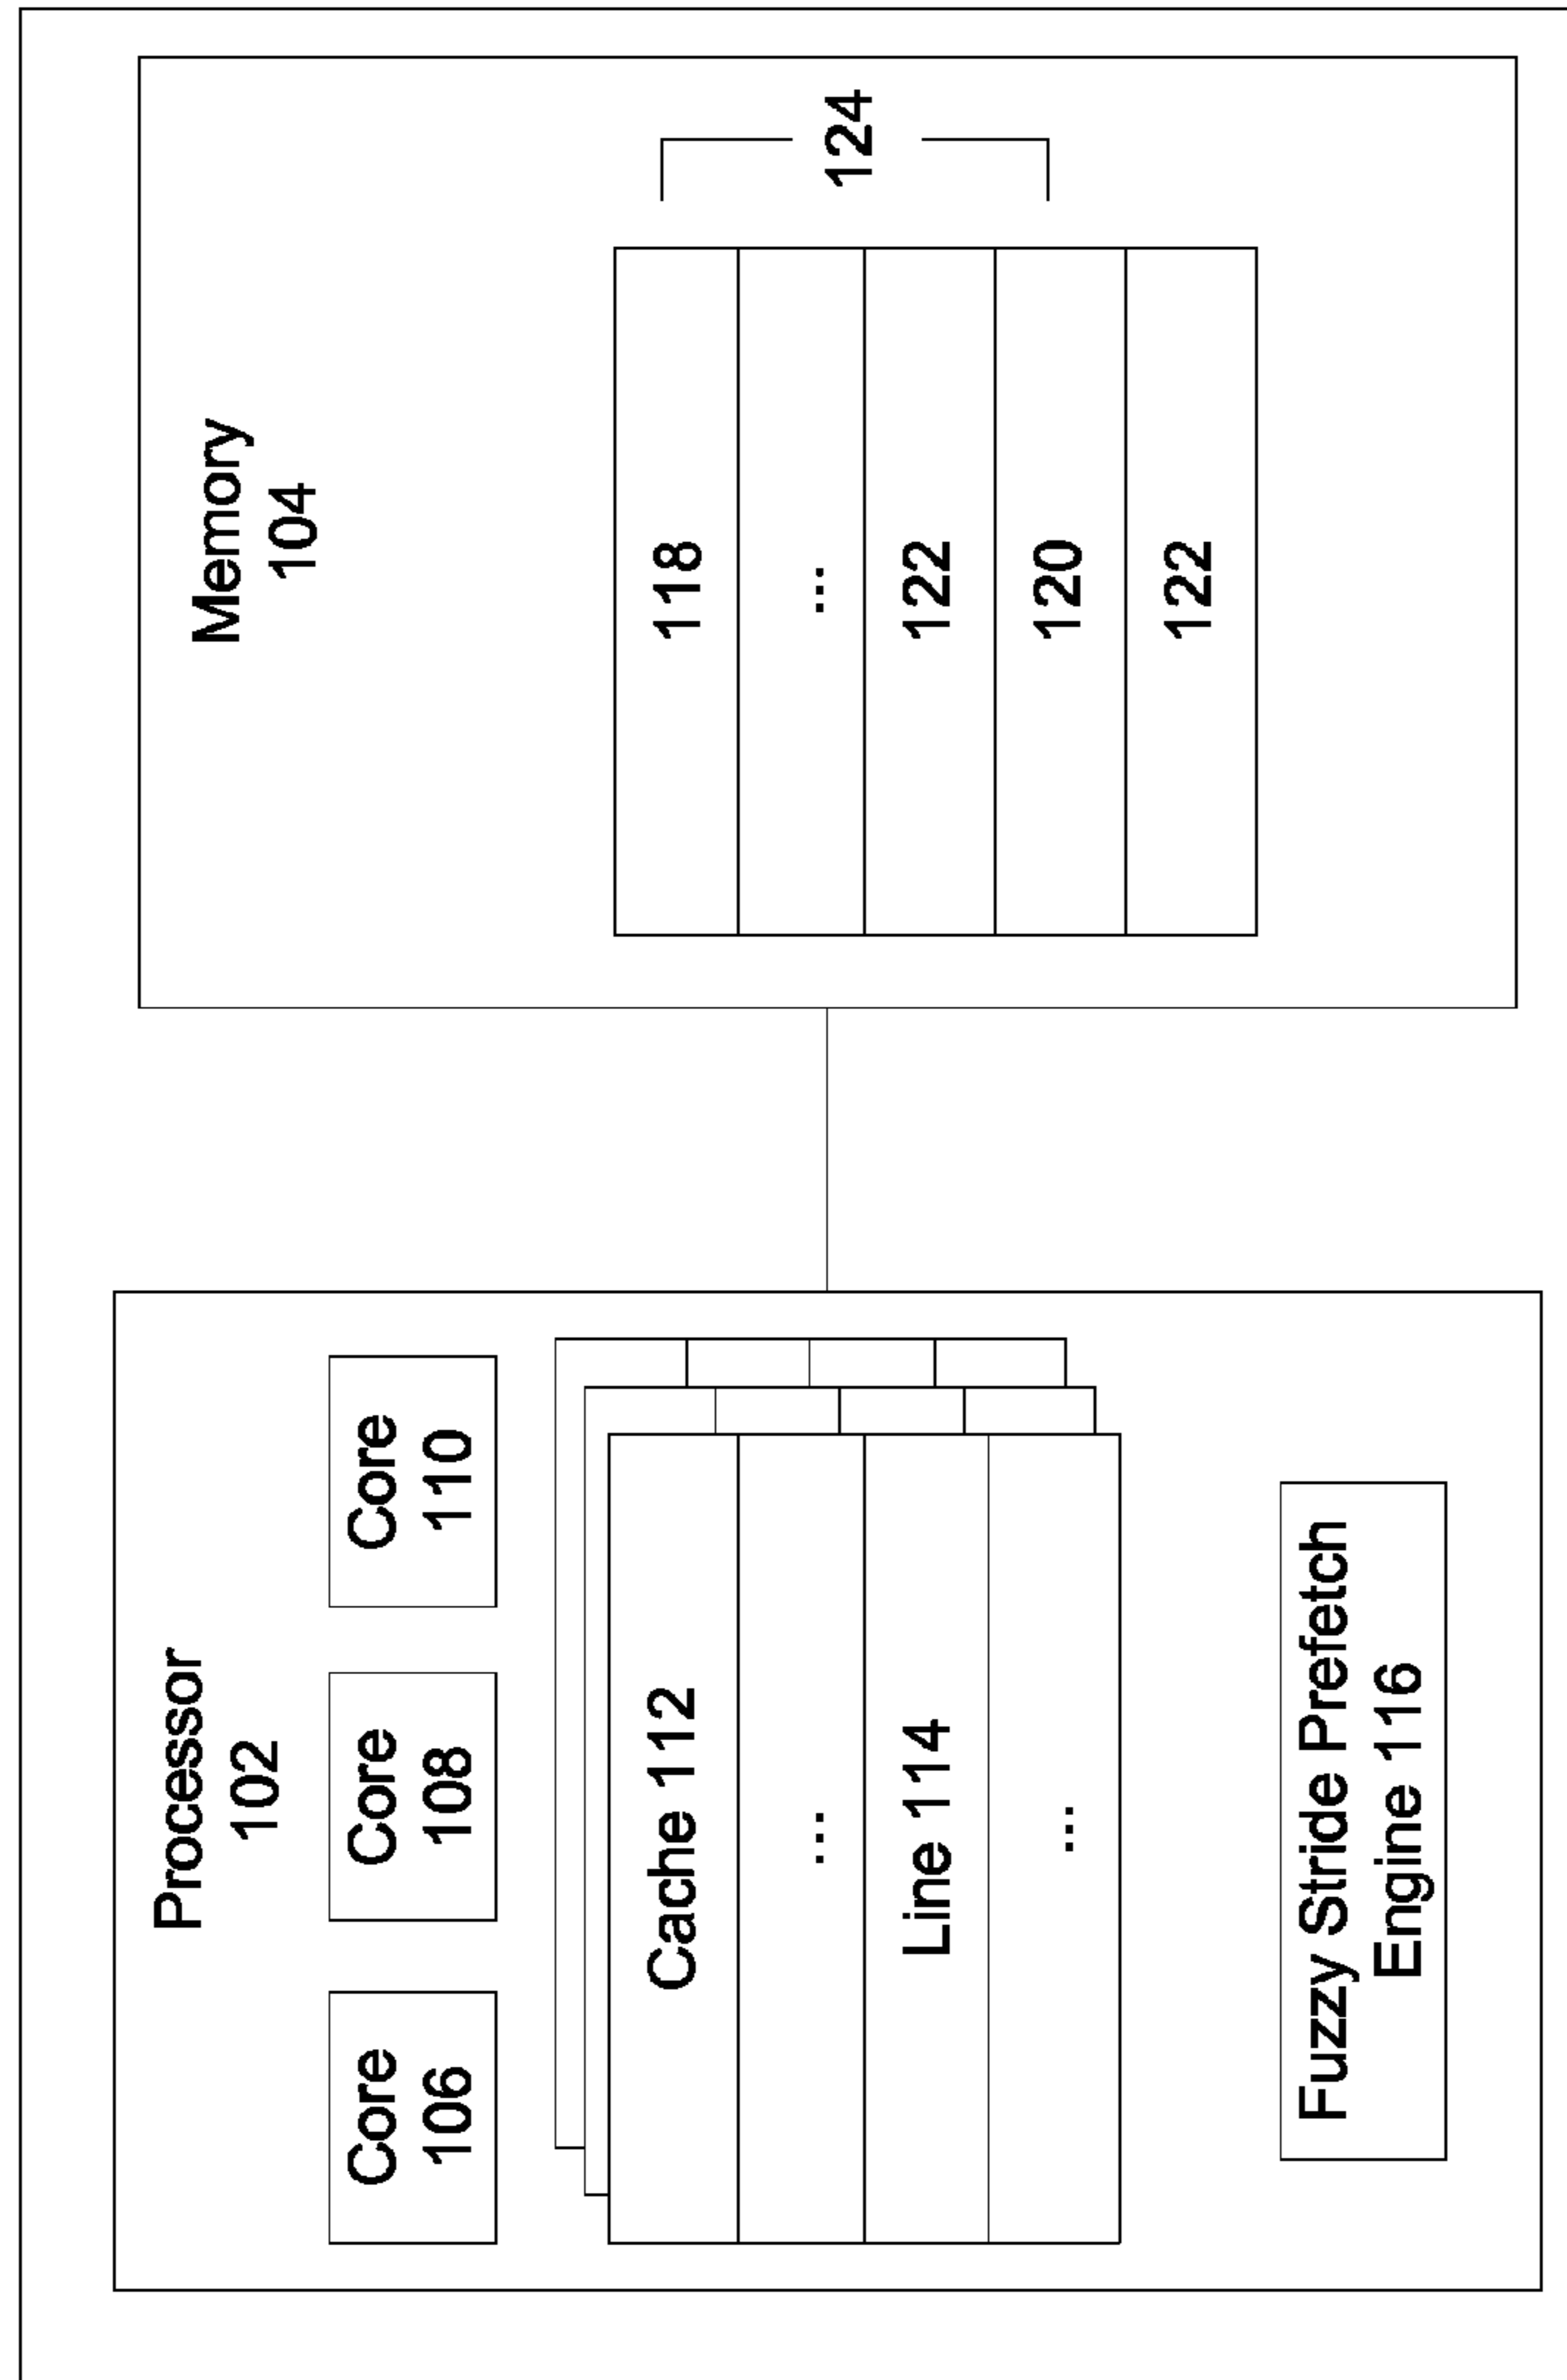 Processor
102
Core
106
Core
108
Core
110
Cache 112
...
Line 114
...
Fuzzy Stride Prefetch
Engine 116
Memory
104
124
118
...
122
120
122